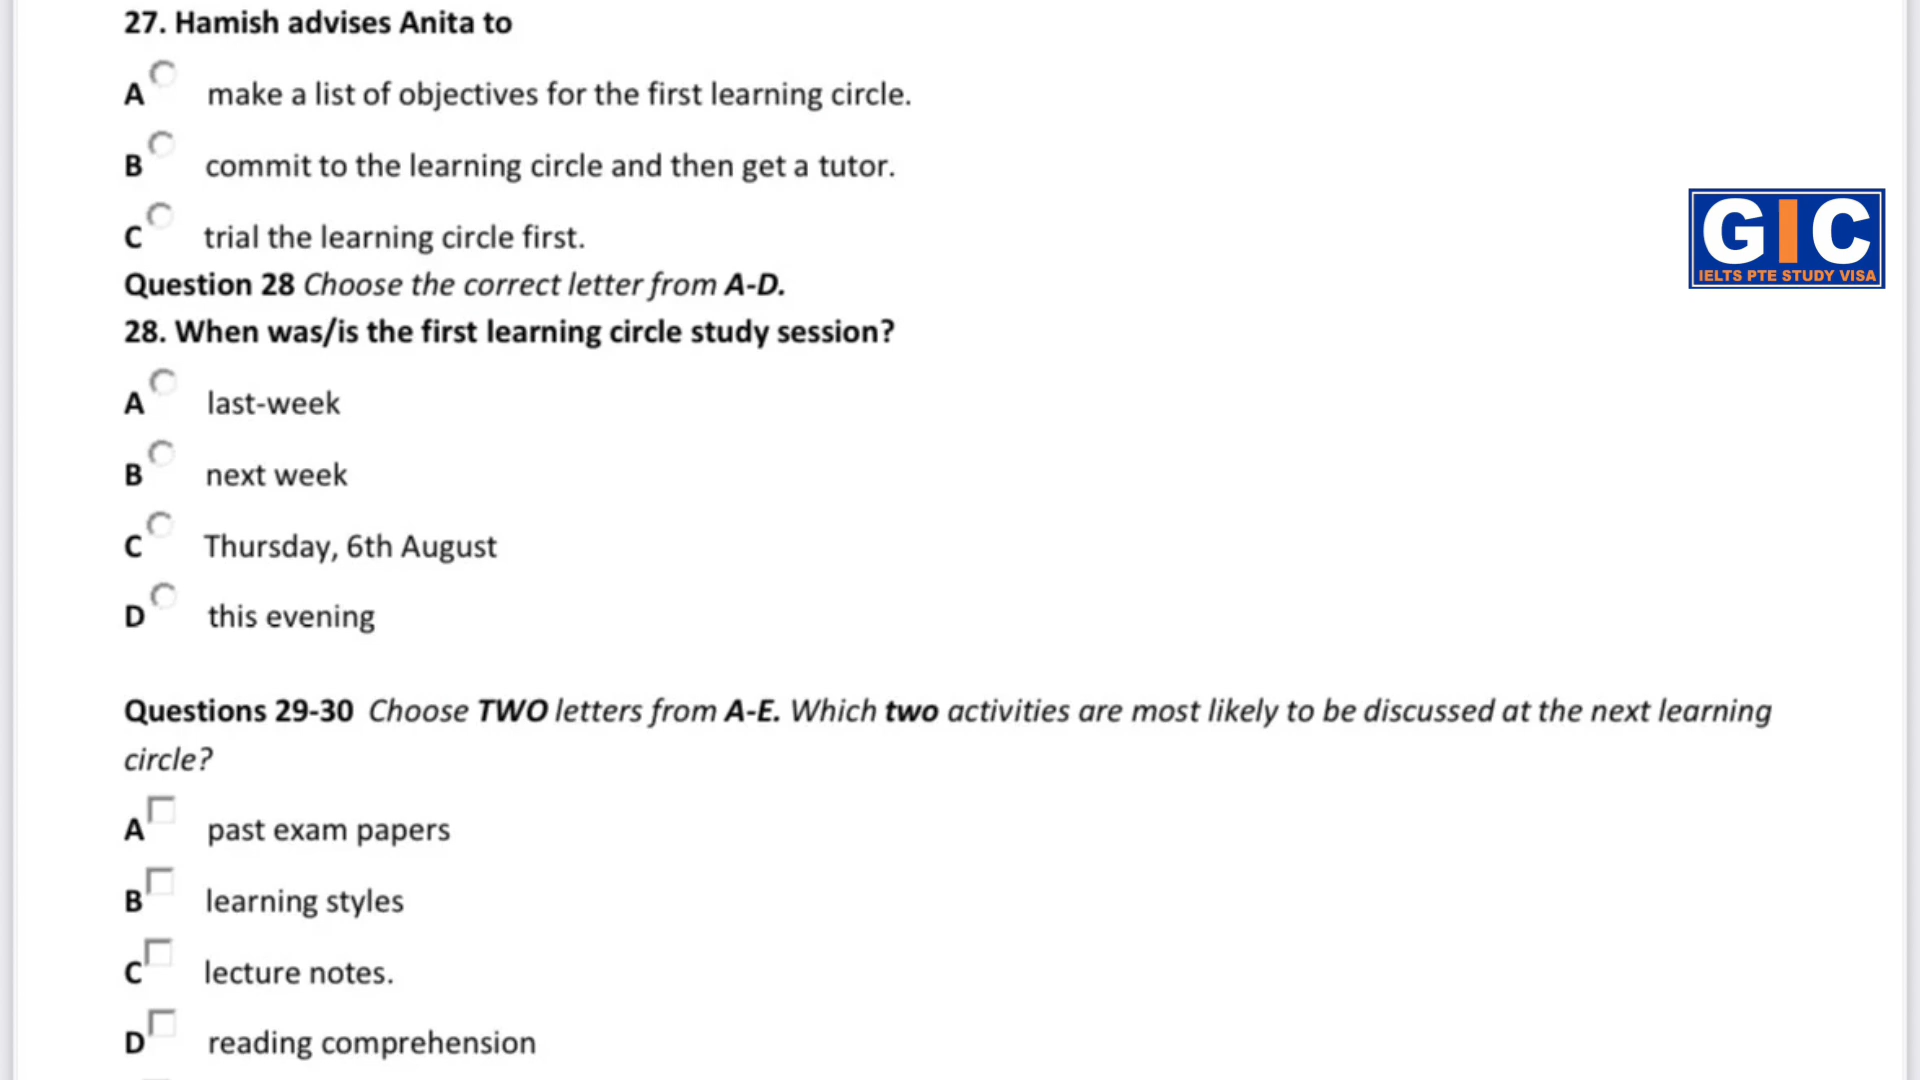 27. Hamish advises Anita to
A make a list of objectives for the first learning circle.
B commit to the learning circle and then get a tutor.
C trial the learning circle first.
GIC
IELTS PTE STUDY VISA
Question 28 Choose the correct letter from A-D.
28. When was/is the first learning circle study session?
A last-week
B next week
C Thursday, 6th August
D this evening
Questions 29-30 Choose TWO letters from A-E. Which two activities are most likely to be discussed at the next learning
circle?
A past exam papers
B learning styles
C lecture notes.
D reading comprehension